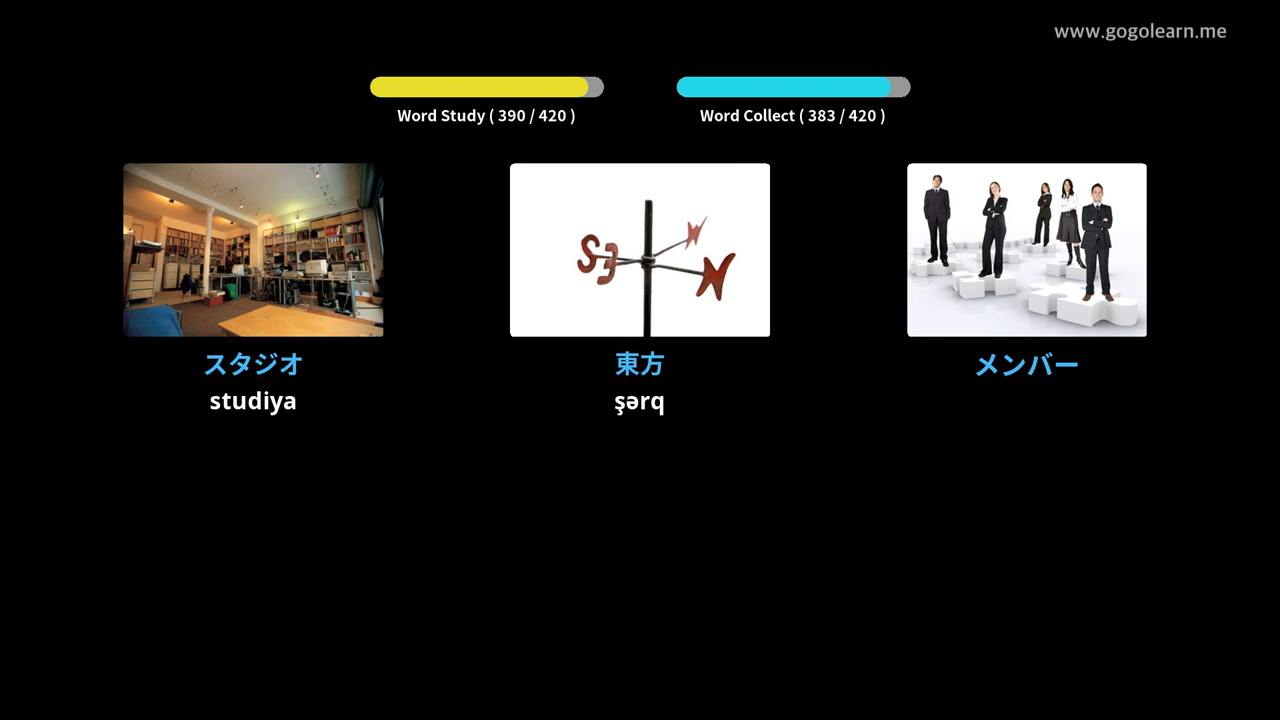 www.gogolearn.me
Word Study ( 390 / 420 )
Word Collect ( 383 / 420 )
S E N W
スタジオ
東方
メンバー
studiya
şərq